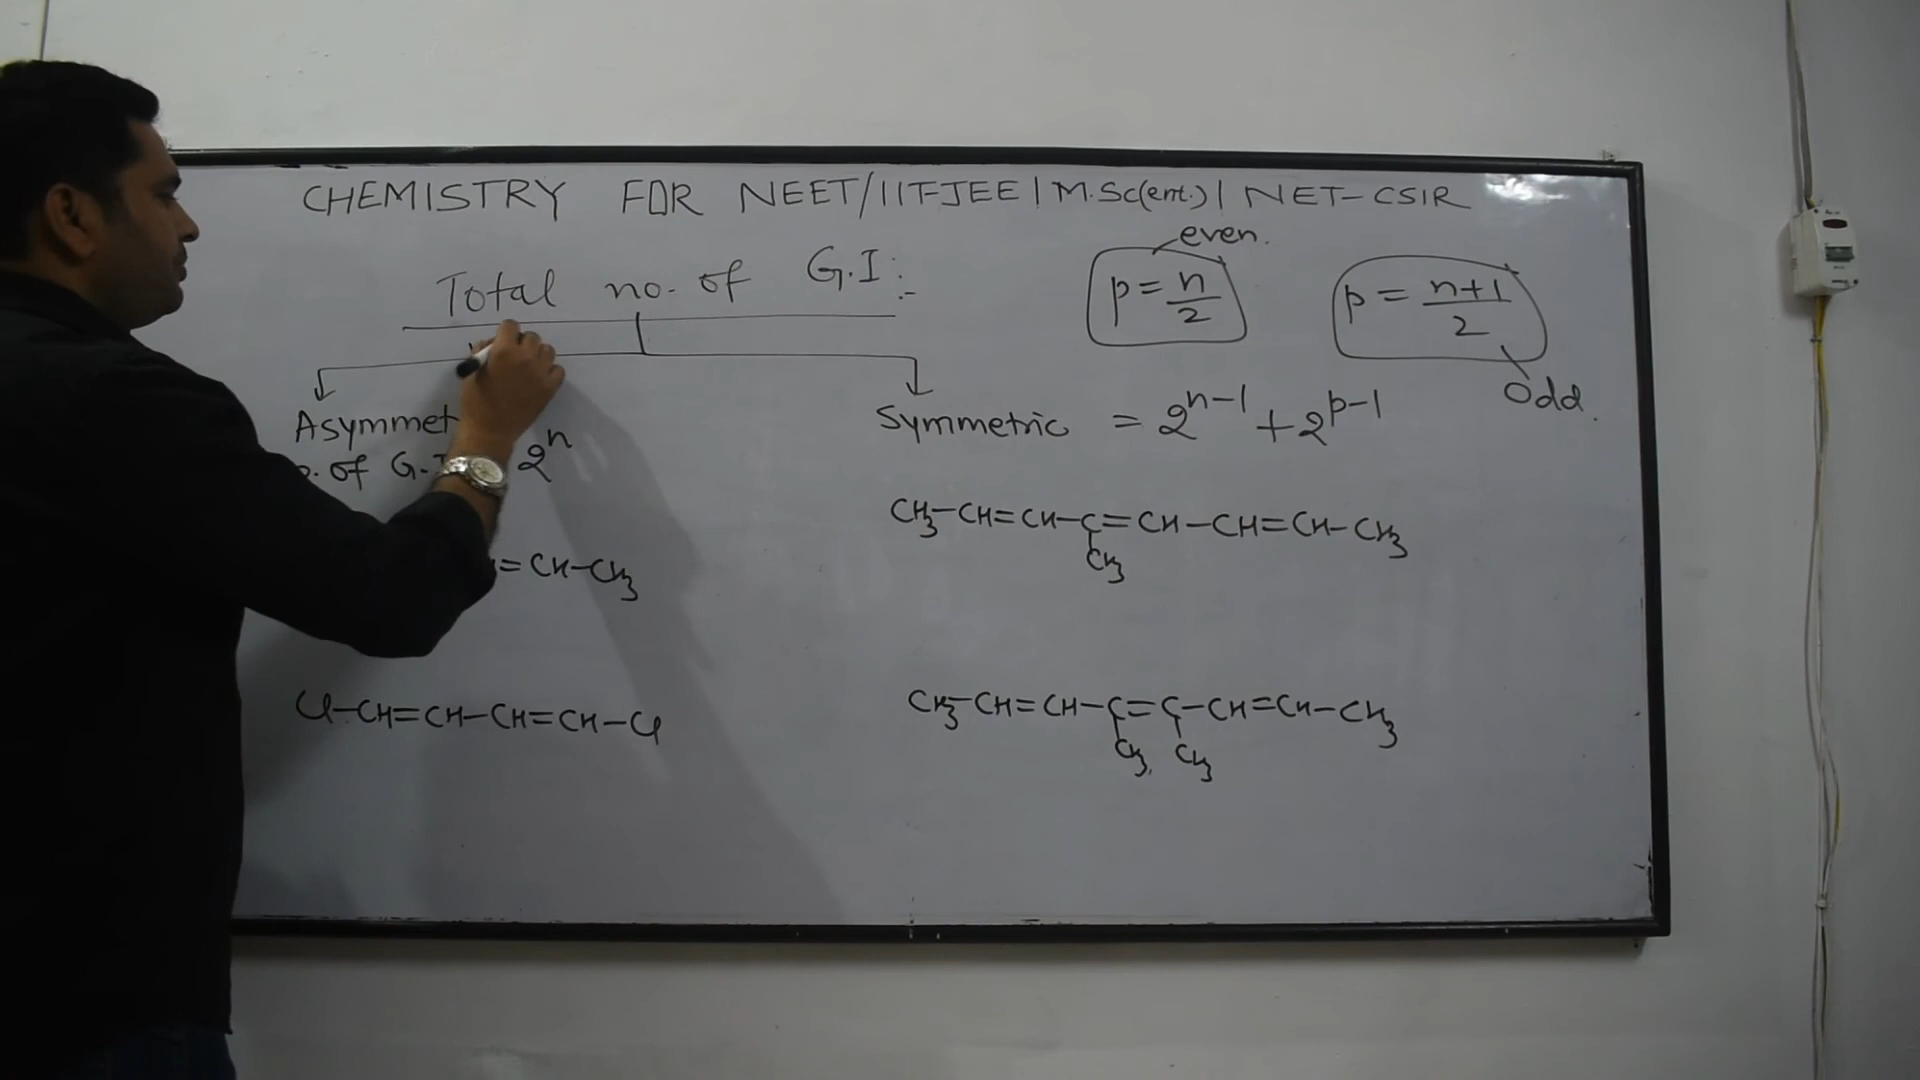 CHEMISTRY FOR NEET/IIT-JEE | M.Sc(ent.) | NET-CSIR
Total no. of G.I :-
p = n/2
even.
p = (n+1)/2
Odd.
of G. 2^n
Symmetric = 2^(n-1) + 2^(p-1)
= CH-CH3
CH3-CH=CH-C=CH-CH=CH-CH3
CH3
Cl-CH=CH-CH=CH-Cl
CH3-CH=CH-C=C-CH=CH-CH3
CH3 CH3